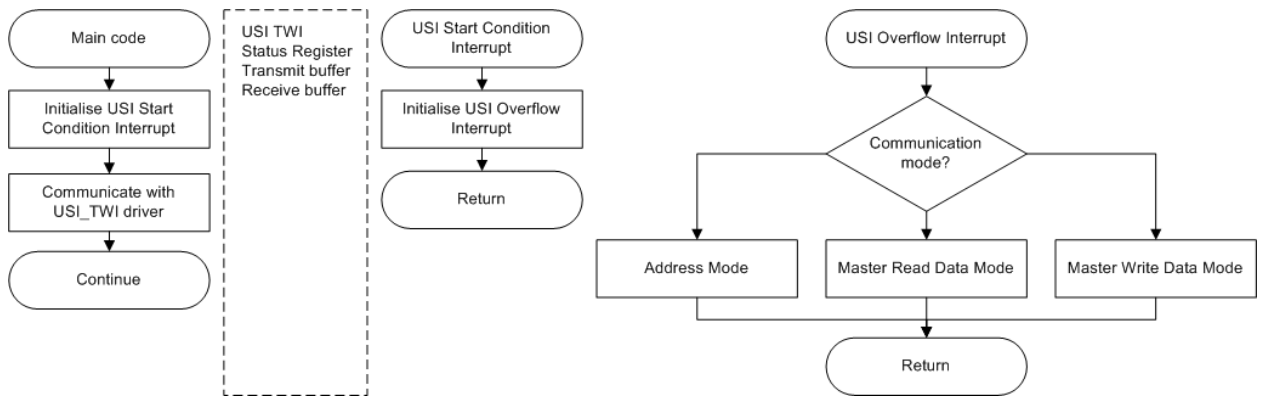 Main code
Initialise USI Start
Condition Interrupt
Communicate with
USI_TWI driver
Continue
USI TWI
Status Register
Transmit buffer
Receive buffer
USI Start Condition
Interrupt
Initialise USI Overflow
Interrupt
Return
USI Overflow Interrupt
Communication
mode?
Address Mode
Master Read Data Mode
Master Write Data Mode
Return